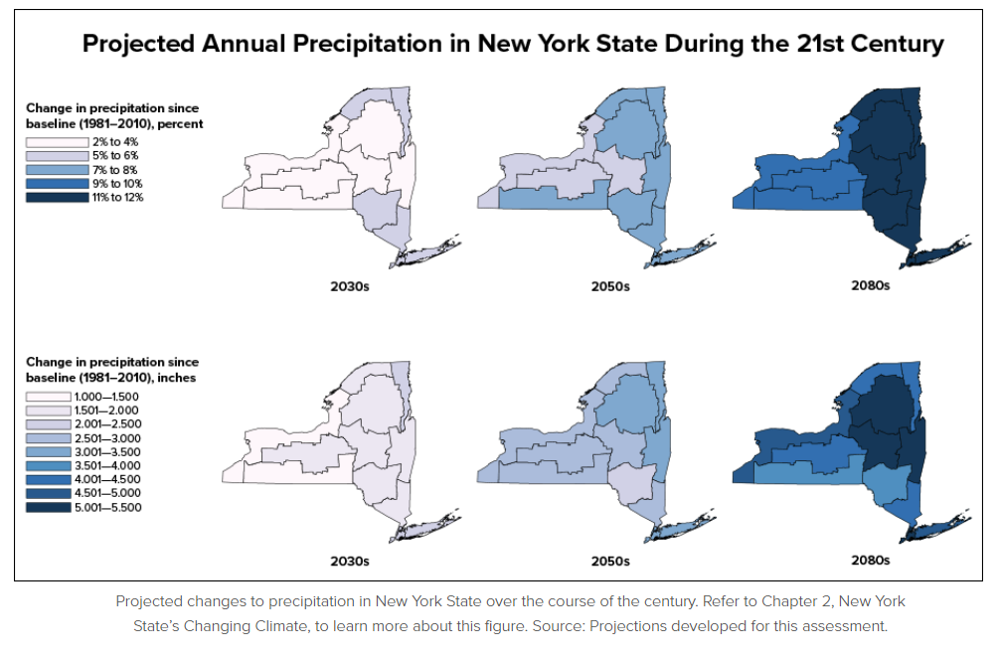 Projected Annual Precipitation in New York State During the 21st Century
Change in precipitation since
baseline (1981–2010), percent
2% to 4%
5% to 6%
7% to 8%
9% to 10%
11% to 12%
2030s
2050s
2080s
Change in precipitation since
baseline (1981–2010), inches
1.000—1.500
1.501—2.000
2.001—2.500
2.501—3.000
3.001—3.500
3.501—4.000
4.001—4.500
4.501—5.000
5.001—5.500
2030s
2050s
2080s
Projected changes to precipitation in New York State over the course of the century. Refer to Chapter 2, New York
State's Changing Climate, to learn more about this figure. Source: Projections developed for this assessment.